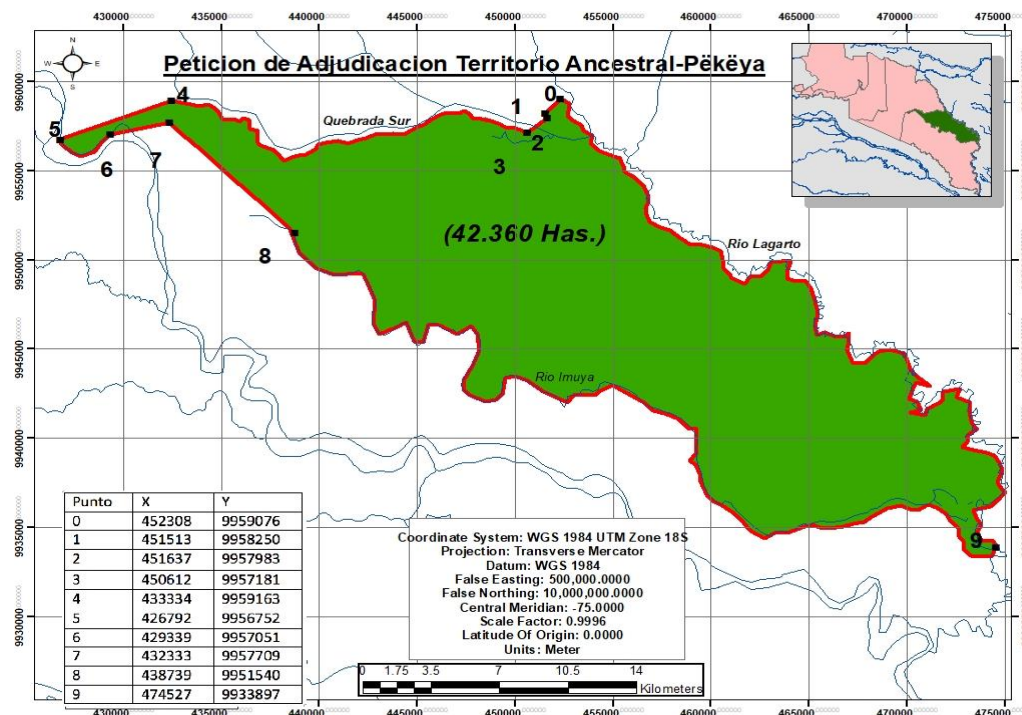 430000 435000 440000 450000 455000 460000 465000 470000 475000
Peticion de Adjudicacion Territorio Ancestral-Pëkëya
N
W E
S
9960000
9955000
9950000
9945000
9940000
9935000
9930000
0
1
2
3
4
5
6
7
8
9
Quebrada Sur
(42.360 Has.)
Rio Lagarto
Rio Imuya
Punto X Y
0 452308 9959076
1 451513 9958250
2 451637 9957983
3 450612 9957181
4 433334 9959163
5 426792 9956752
6 429339 9957051
7 432333 9957709
8 438739 9951540
9 474527 9933897
Coordinate System: WGS 1984 UTM Zone 18S
Projection: Transverse Mercator
Datum: WGS 1984
False Easting: 500,000.0000
False Northing: 10,000,000.0000
Central Meridian: -75.0000
Scale Factor: 0.9996
Latitude Of Origin: 0.0000
Units: Meter
0 1.75 3.5 7 10.5 14
Kilometers
430000 435000 440000 450000 455000 460000 465000 470000 475000